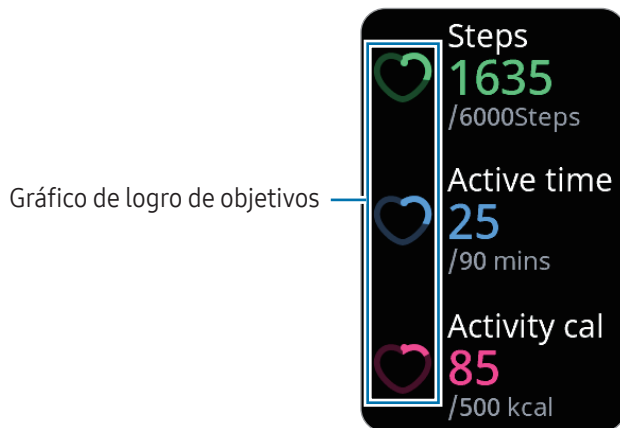 Steps
1635
/6000Steps
Gráfico de logro de objetivos
Active time
25
/90 mins
Activity cal
85
/500 kcal